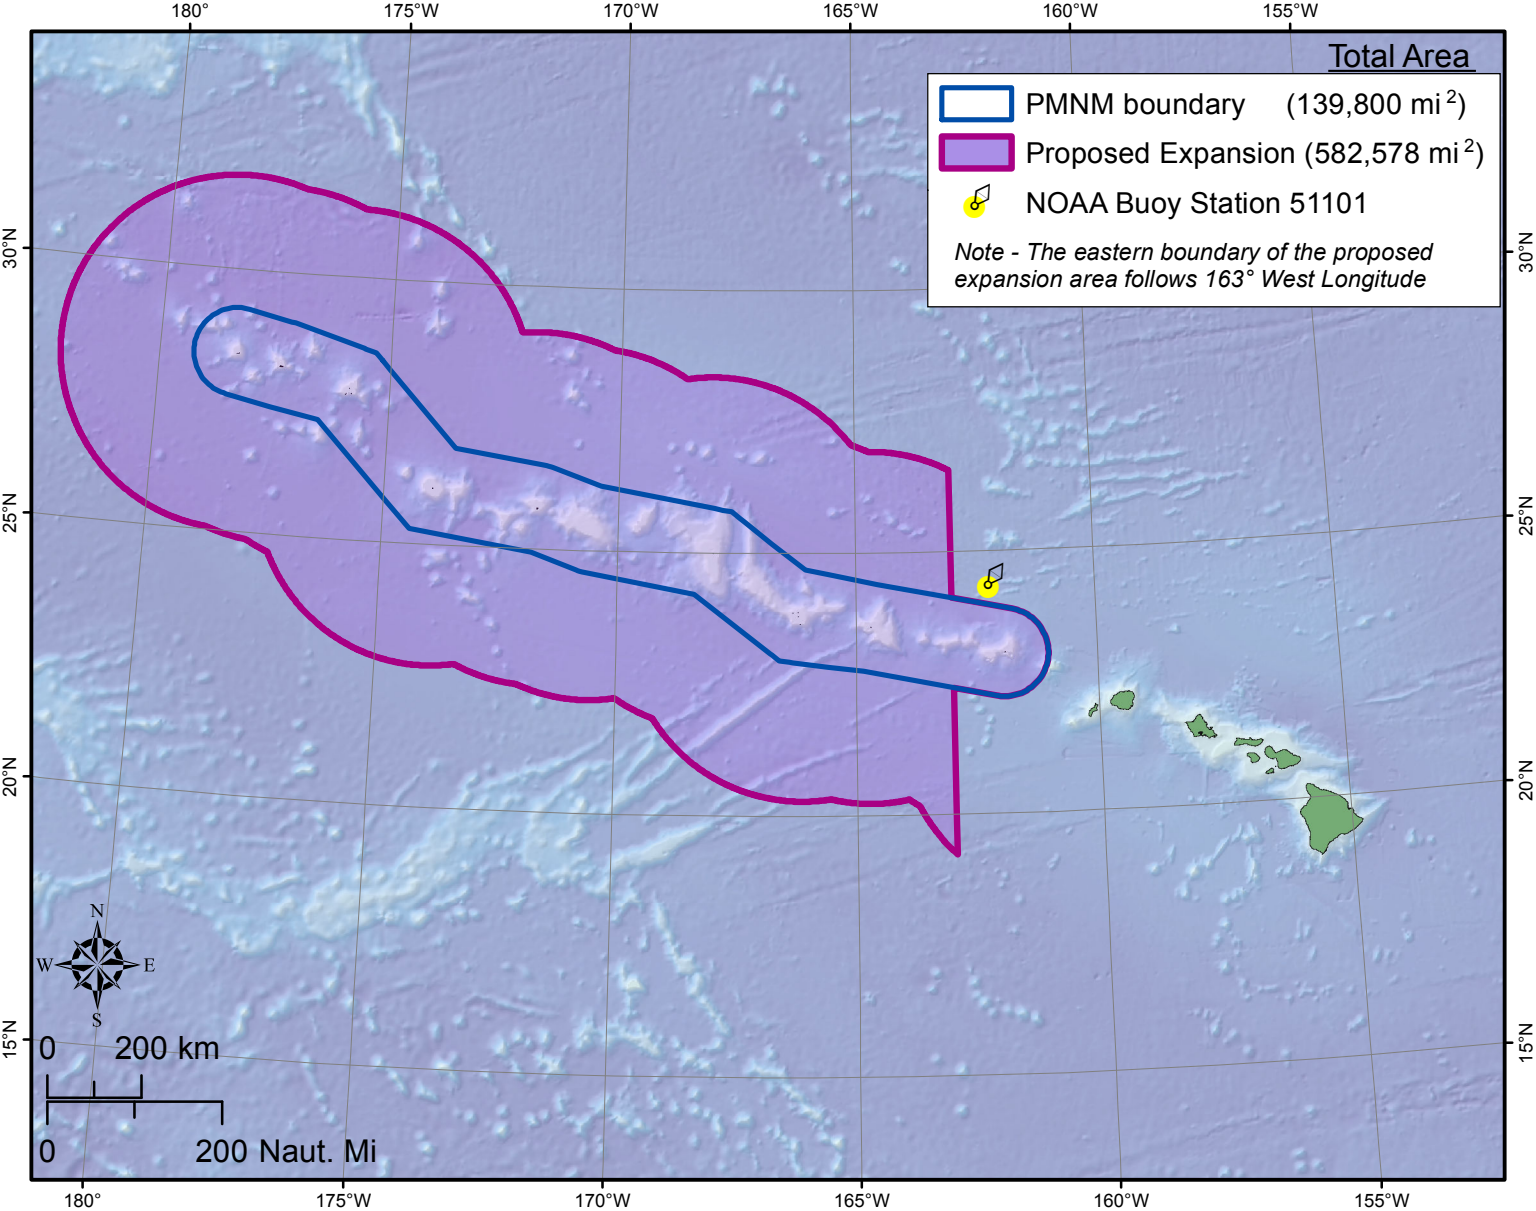 180° 175°W 170°W 165°W 160°W 155°W
Total Area
PMNM boundary (139,800 mi²)
Proposed Expansion (582,578 mi²)
NOAA Buoy Station 51101
Note - The eastern boundary of the proposed
expansion area follows 163° West Longitude
30°N 30°N
25°N 25°N
20°N 20°N
15°N 15°N
N
W E
S
0 200 km
0 200 Naut. Mi
180° 175°W 170°W 165°W 160°W 155°W